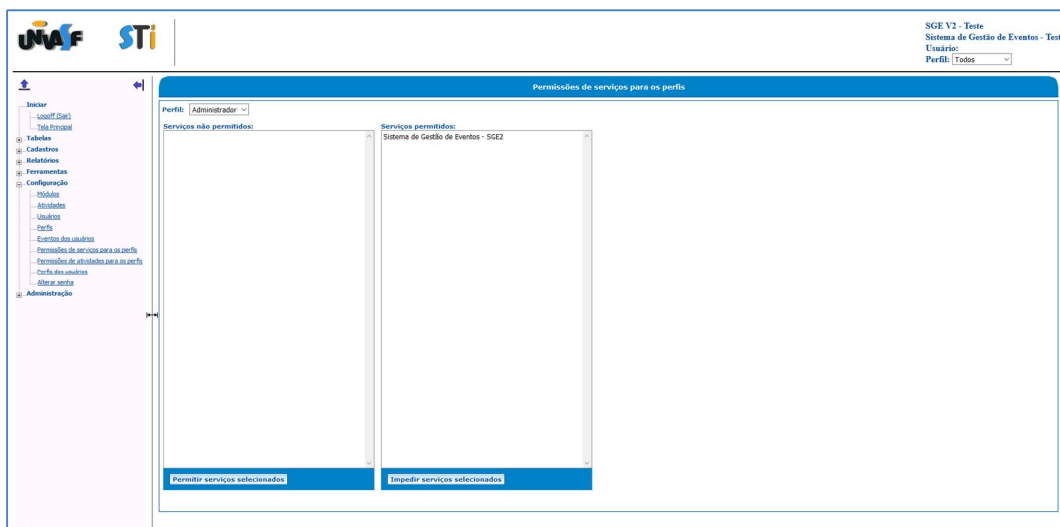 UNIVASF
STi
SGE V2 - Teste
Sistema de Gestão de Eventos - Test
Usuário:
Perfil: Todos
Iniciar
Logoff (Sair)
Tela Principal
Tabelas
Cadastros
Relatórios
Ferramentas
Configuração
Módulos
Atividades
Usuários
Perfis
Eventos dos usuários
Permissões de serviços para os perfis
Permissões de atividades para os perfis
Perfis dos usuários
Alterar senha
Administração
Permissões de serviços para os perfis
Perfil: Administrador
Serviços não permitidos:
Serviços permitidos:
Sistema de Gestão de Eventos - SGE2
Permitir serviços selecionados
Impedir serviços selecionados